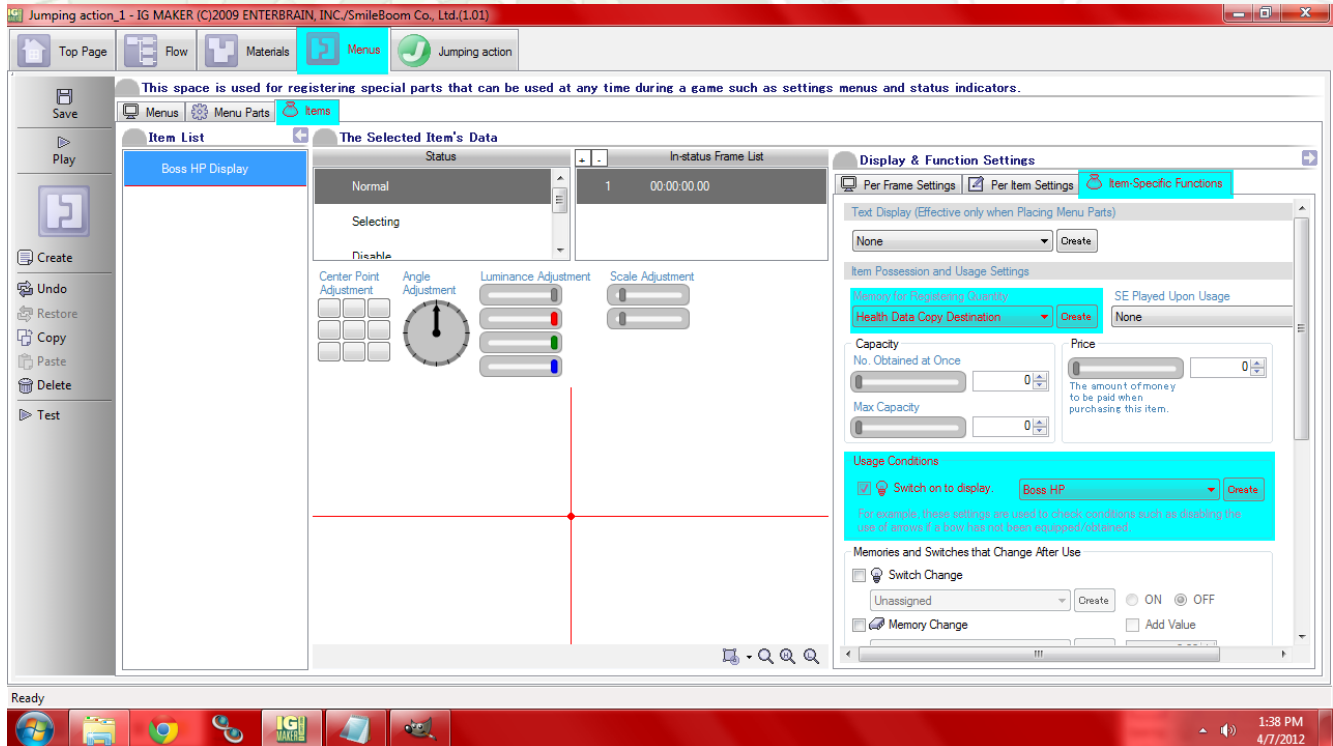 Jumping action_1 - IG MAKER (C)2009 ENTERBRAIN, INC./SmileBoom Co., Ltd.(1.01)
Top Page
Flow
Materials
Menus
Jumping action
This space is used for registering special parts that can be used at any time during a game such as settings menus and status indicators.
Save
Play
Create
Undo
Restore
Copy
Paste
Delete
Test
Menus
Menu Parts
Items
Item List
Boss HP Display
The Selected Item's Data
Status
+ -
In-status Frame List
Normal
Selecting
Disable
1 00:00:00.00
Center Point Adjustment
Angle Adjustment
Luminance Adjustment
Scale Adjustment
Display & Function Settings
Per Frame Settings
Per Item Settings
Item-Specific Functions
Text Display (Effective only when Placing Menu Parts)
None
Create
Item Possession and Usage Settings
Memory for Registering Quantity
SE Played Upon Usage
Health Data Copy Destination
Create
None
Capacity
No. Obtained at Once
0
Max Capacity
0
Price
0
The amount of money
to be paid when
purchasing this item.
Usage Conditions
Switch on to display.
Boss HP
Create
For example, these settings are used to check conditions such as disabling the
use of arrows if a bow has not been equipped/obtained.
Memories and Switches that Change After Use
Switch Change
Unassigned
Create
ON
OFF
Memory Change
Add Value
Ready
IG
MAKER
1:38 PM
4/7/2012